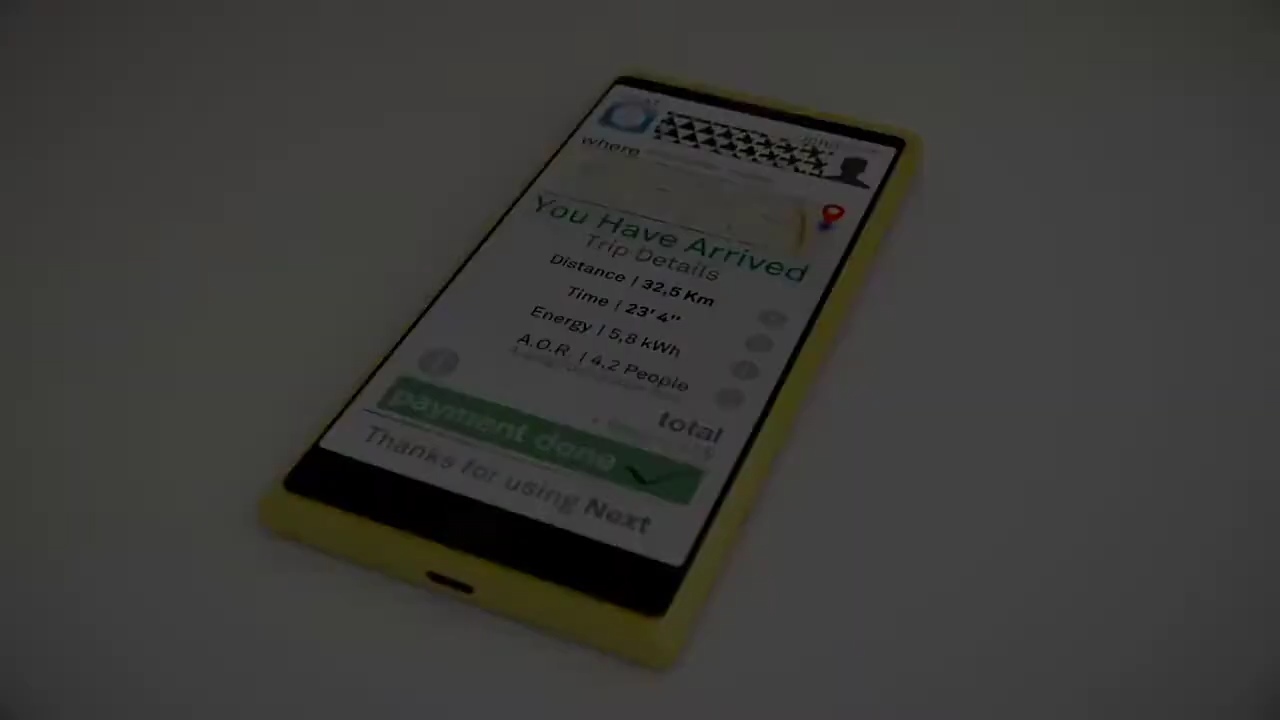 John
where
You Have Arrived
Trip Details
Distance | 32,5 Km
Time | 23' 4''
Energy | 5,8 kWh
A.O.R. | 4.2 People
total
payment done
Thanks for using Next